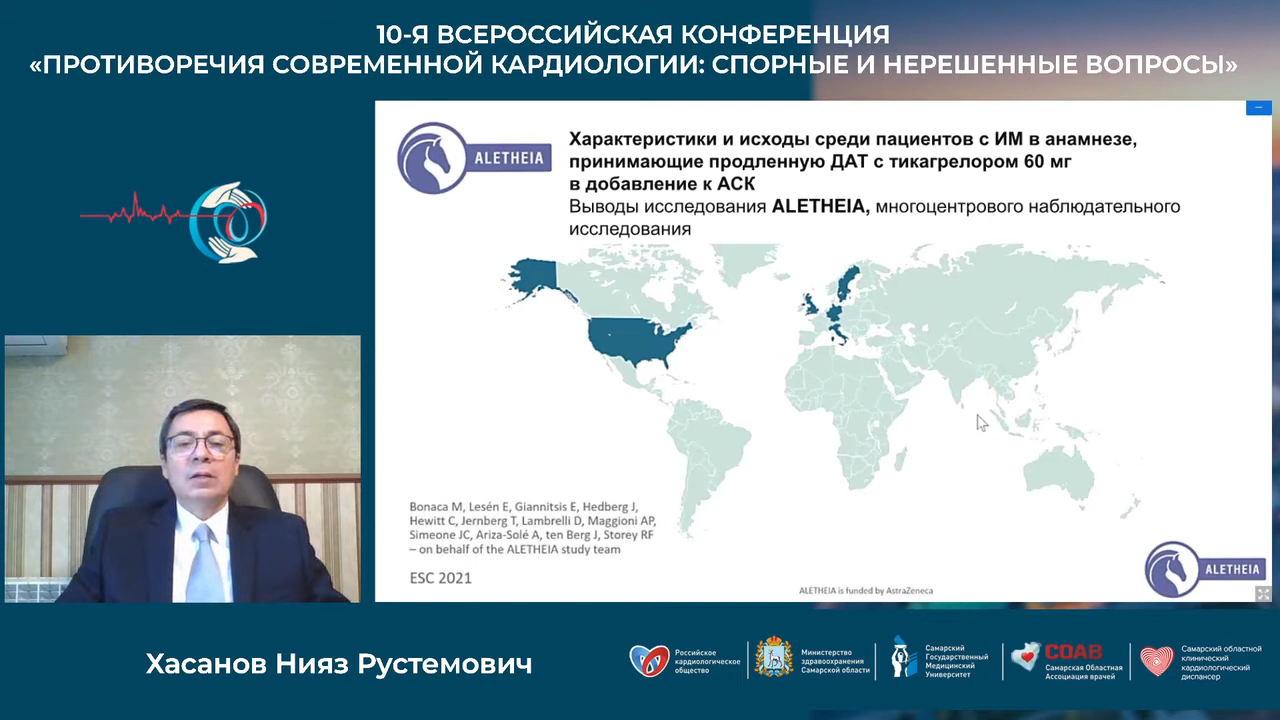 10-Я ВСЕРОССИЙСКАЯ КОНФЕРЕНЦИЯ
«ПРОТИВОРЕЧИЯ СОВРЕМЕННОЙ КАРДИОЛОГИИ: СПОРНЫЕ И НЕРЕШЕННЫЕ ВОПРОСЫ»
ALETHEIA
Характеристики и исходы среди пациентов с ИМ в анамнезе,
принимающие продленную ДАТ с тикагрелором 60 мг
в добавление к АСК
Выводы исследования ALETHEIA, многоцентрового наблюдательного
исследования
Bonaca M, Lesén E, Giannitsis E, Hedberg J,
Hewitt C, Jernberg T, Lambrelli D, Maggioni AP,
Simeone JC, Ariza-Solé A, ten Berg J, Storey RF
– on behalf of the ALETHEIA study team
ESC 2021
ALETHEIA is funded by AstraZeneca
ALETHEIA
Хасанов Нияз Рустемович
Российское
кардиологическое
общество
Министерство
здравоохранения
Самарской области
Самарский
Государственный
Медицинский
Университет
СОАВ
Самарская Областная
Ассоциация врачей
Самарский областной
клинический
кардиологический
диспансер